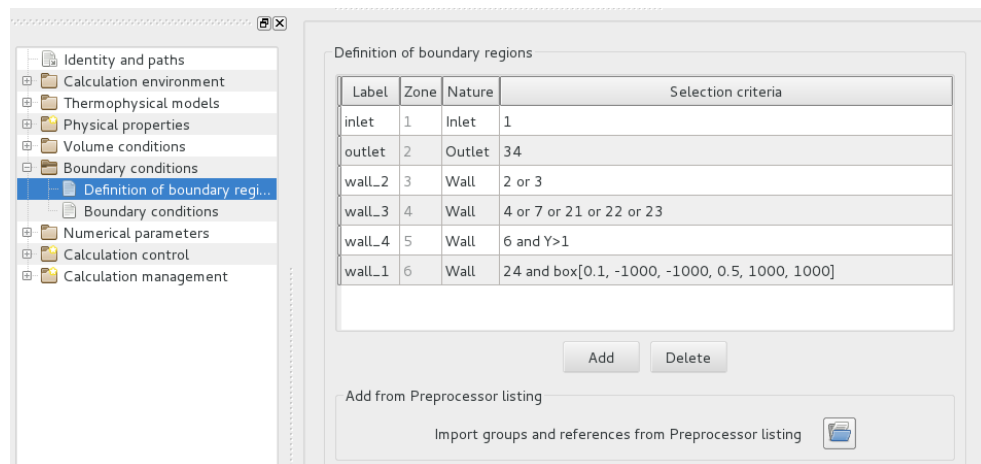 Identity and paths
Calculation environment
Thermophysical models
Physical properties
Volume conditions
Boundary conditions
Definition of boundary regi...
Boundary conditions
Numerical parameters
Calculation control
Calculation management
Definition of boundary regions
Label Zone Nature Selection criteria
inlet 1 Inlet 1
outlet 2 Outlet 34
wall_2 3 Wall 2 or 3
wall_3 4 Wall 4 or 7 or 21 or 22 or 23
wall_4 5 Wall 6 and Y>1
wall_1 6 Wall 24 and box[0.1, -1000, -1000, 0.5, 1000, 1000]
Add Delete
Add from Preprocessor listing
Import groups and references from Preprocessor listing